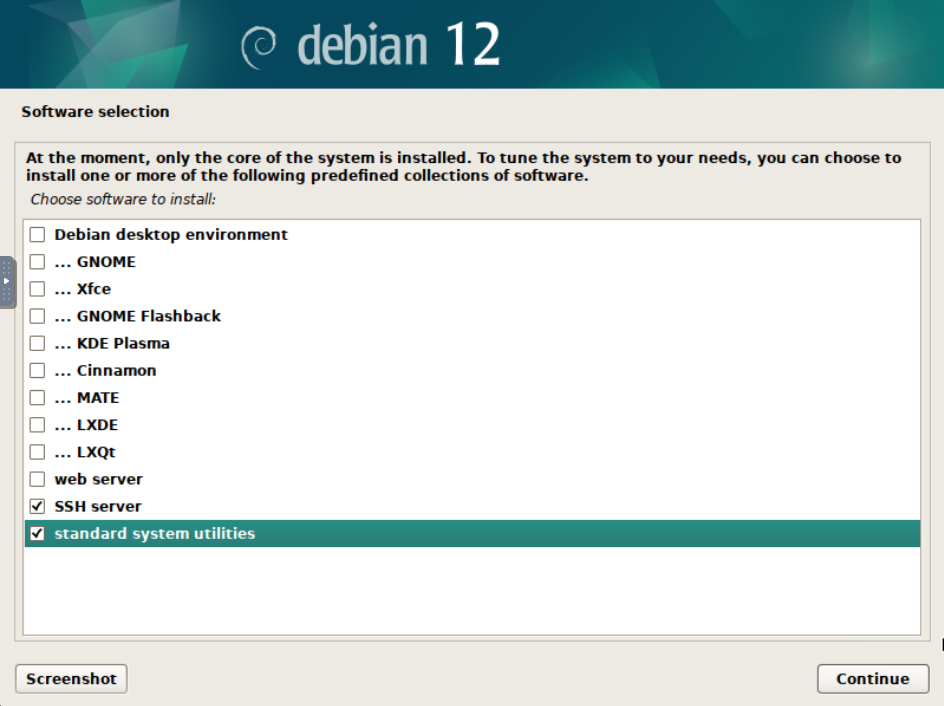 debian 12
Software selection
At the moment, only the core of the system is installed. To tune the system to your needs, you can choose to
install one or more of the following predefined collections of software.
Choose software to install:
Debian desktop environment
... GNOME
... Xfce
... GNOME Flashback
... KDE Plasma
... Cinnamon
... MATE
... LXDE
... LXQt
web server
SSH server
standard system utilities
Screenshot
Continue